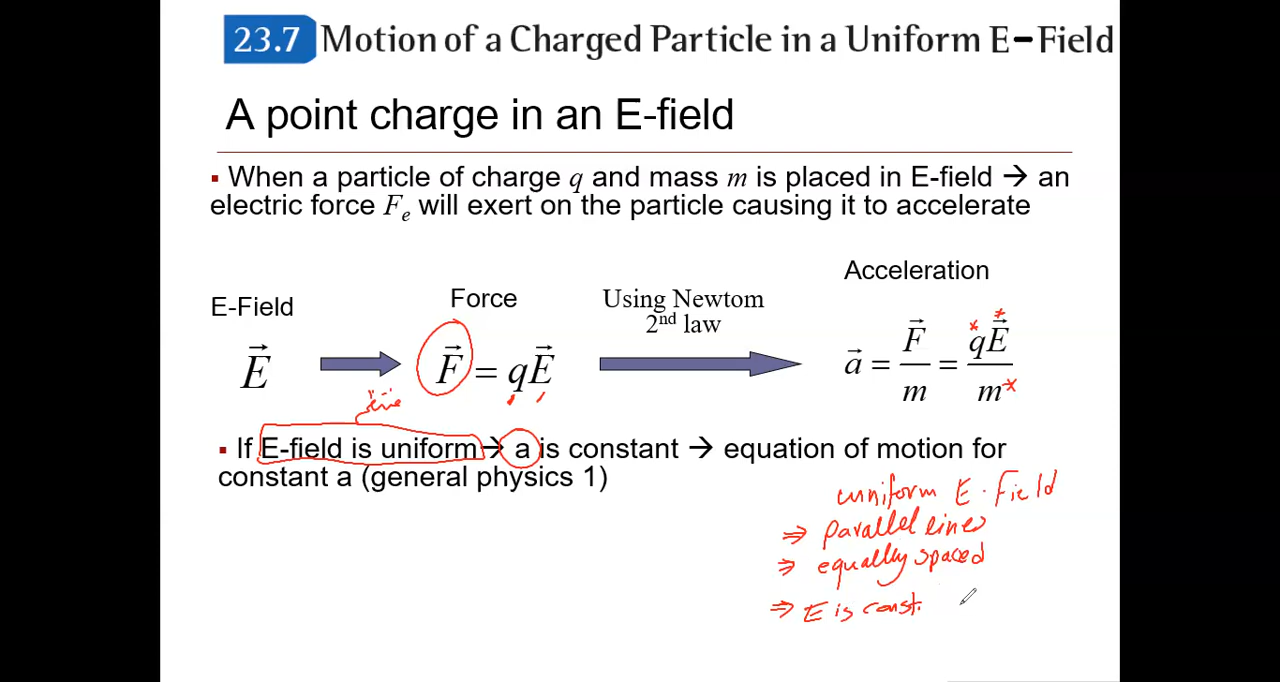 23.7 Motion of a Charged Particle in a Uniform E-Field
A point charge in an E-field
▪ When a particle of charge q and mass m is placed in E-field → an
electric force Fₑ will exert on the particle causing it to accelerate
Acceleration
E-Field
Force
Using Newtom
2nd law
E⃗
F⃗ = qE⃗
a⃗ = F⃗/m = qE⃗/m
▪ If E-field is uniform → a is constant → equation of motion for
constant a (general physics 1)
uniform E-Field
⇒ parallel lines
⇒ equally spaced
⇒ E is const.